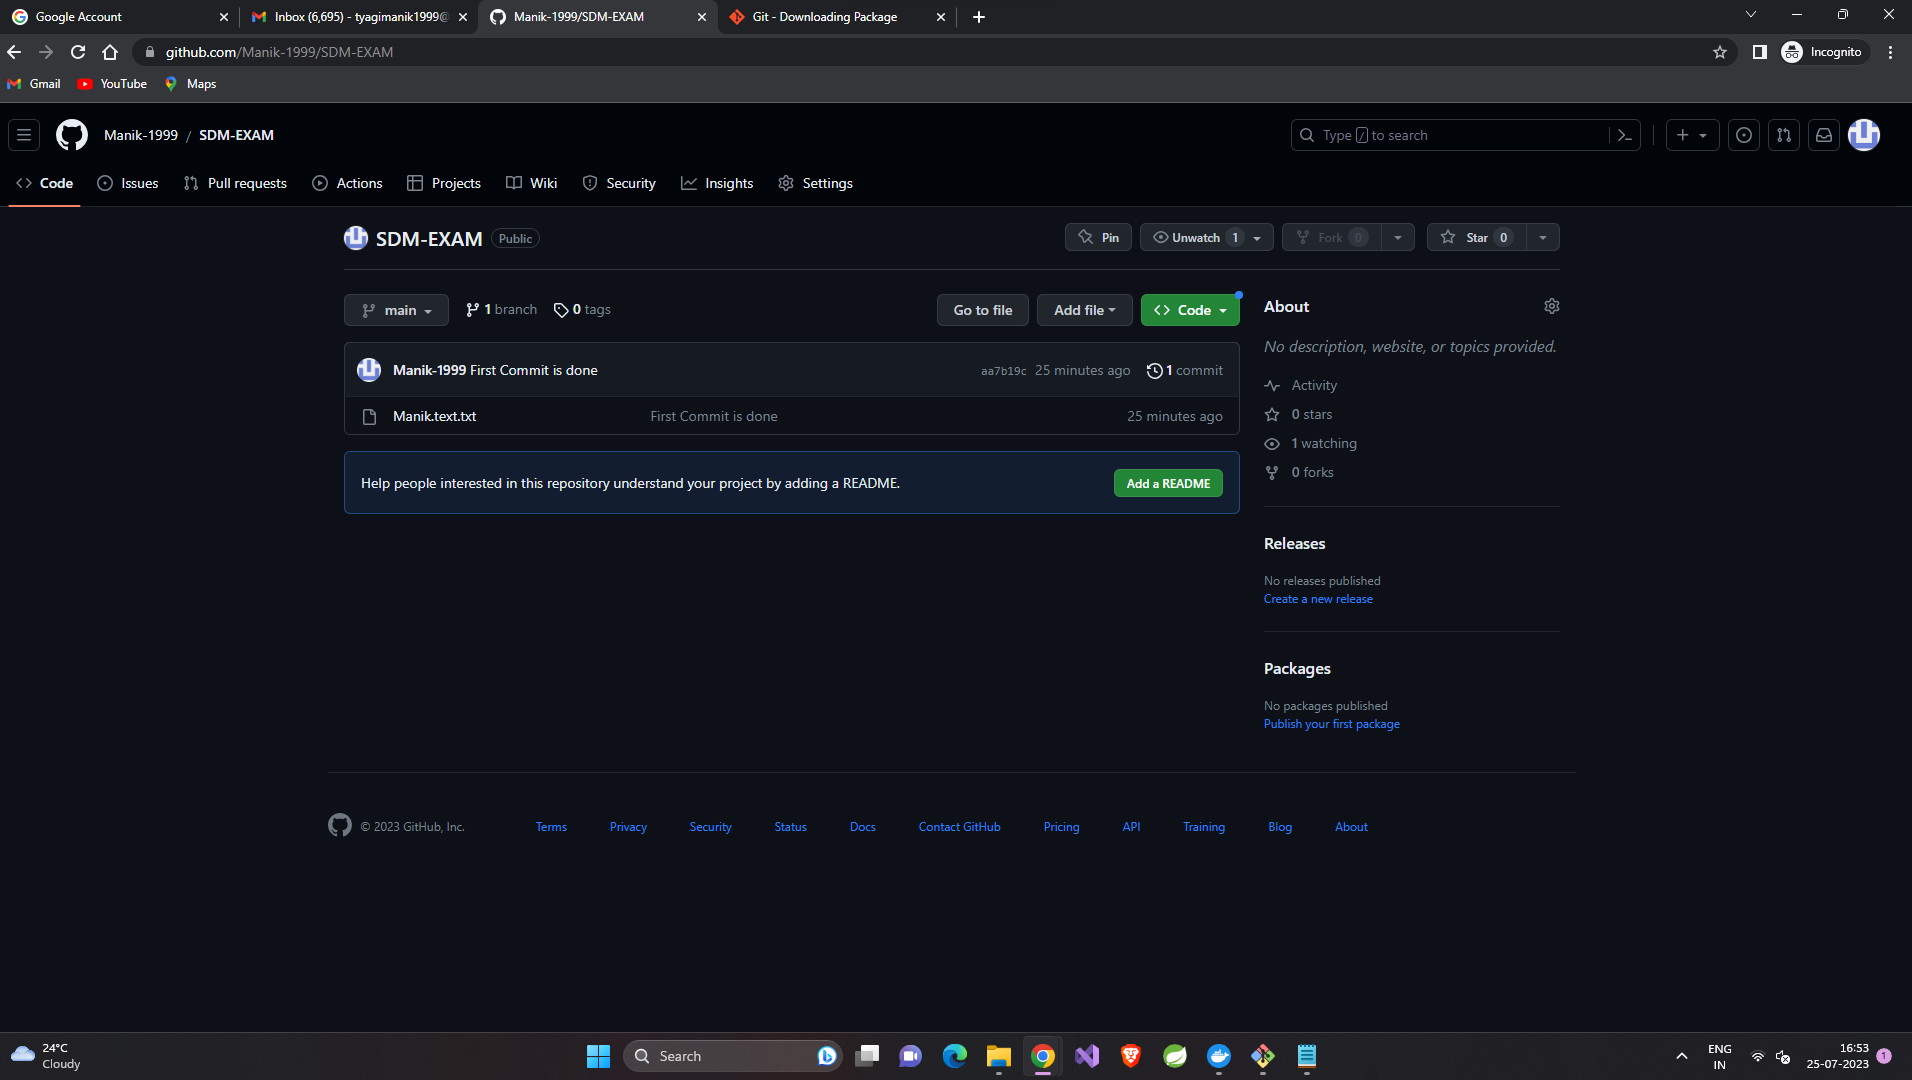 Google Account
Inbox (6,695) - tyagimanik1999@
Manik-1999/SDM-EXAM
Git - Downloading Package
github.com/Manik-1999/SDM-EXAM
Incognito
Gmail
YouTube
Maps
Manik-1999 / SDM-EXAM
Type / to search
Code
Issues
Pull requests
Actions
Projects
Wiki
Security
Insights
Settings
SDM-EXAM Public
Pin
Unwatch 1
Fork 0
Star 0
main
1 branch
0 tags
Go to file
Add file
Code
Manik-1999 First Commit is done
aa7b19c 25 minutes ago
1 commit
Manik.text.txt
First Commit is done
25 minutes ago
Help people interested in this repository understand your project by adding a README.
Add a README
About
No description, website, or topics provided.
Activity
0 stars
1 watching
0 forks
Releases
No releases published
Create a new release
Packages
No packages published
Publish your first package
© 2023 GitHub, Inc.
Terms
Privacy
Security
Status
Docs
Contact GitHub
Pricing
API
Training
Blog
About
24°C
Cloudy
Search
ENG
IN
16:53
25-07-2023
1